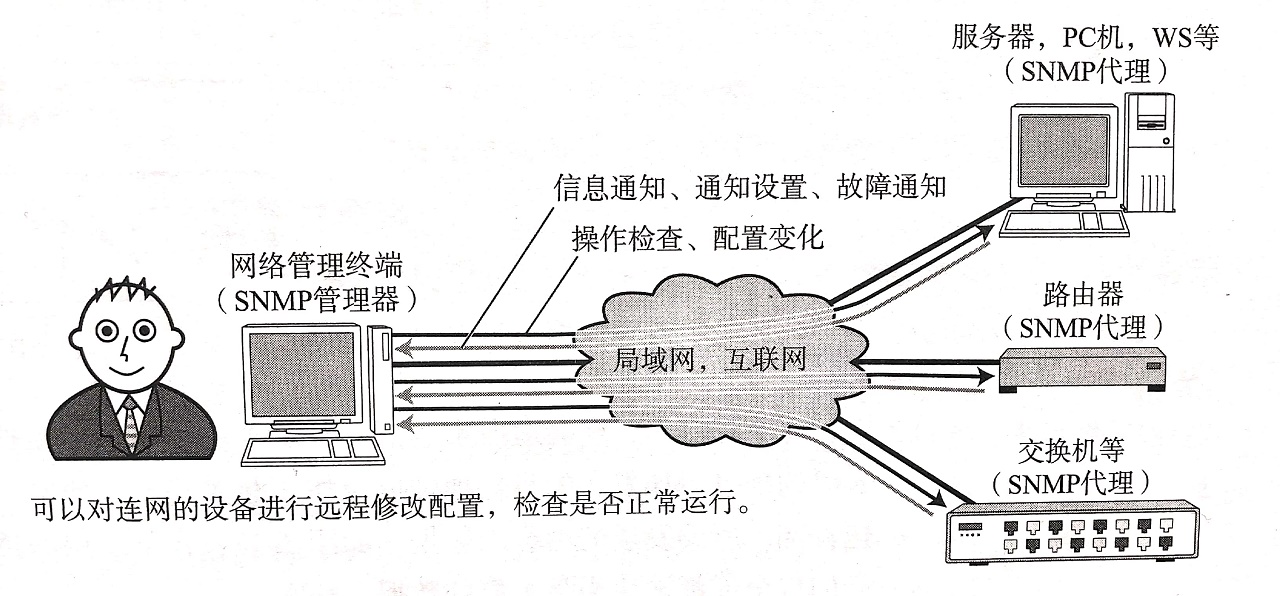 服务器，PC机，WS等
（SNMP代理）
信息通知、通知设置、故障通知
操作检查、配置变化
网络管理终端
（SNMP管理器）
局域网，互联网
路由器
（SNMP代理）
交换机等
（SNMP代理）
可以对连网的设备进行远程修改配置，检查是否正常运行。